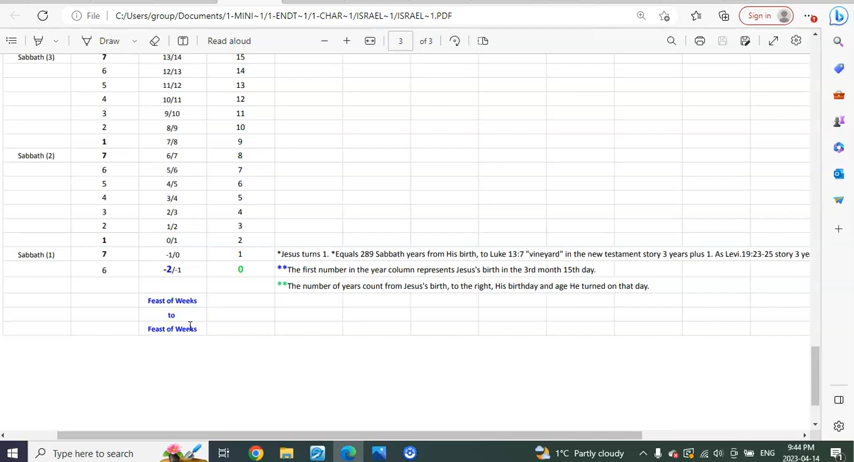 File
C:/Users/group/Documents/1-MINI~1/1-ENDT~1/1-CHAR~1/ISRAEL~1/ISRAEL~1.PDF
Sign in
Draw
Read aloud
3 of 3
Sabbath (3) 7 13/14 15
6 12/13 14
5 11/12 13
4 10/11 12
3 9/10 11
2 8/9 10
1 7/8 9
Sabbath (2) 7 6/7 8
6 5/6 7
5 4/5 6
4 3/4 5
3 2/3 4
2 1/2 3
1 0/1 2
Sabbath (1) 7 -1/0 1 *Jesus turns 1. *Equals 289 Sabbath years from His birth, to Luke 13:7 "vineyard" in the new testament story 3 years plus 1. As Levi.19:23-25 story 3 ye
6 -2/-1 0 **The first number in the year column represents Jesus's birth in the 3rd month 15th day.
**The number of years count from Jesus's birth, to the right, His birthday and age He turned on that day.
Feast of Weeks
to
Feast of Weeks
Type here to search
1°C Partly cloudy
ENG
9:44 PM
2023-04-14